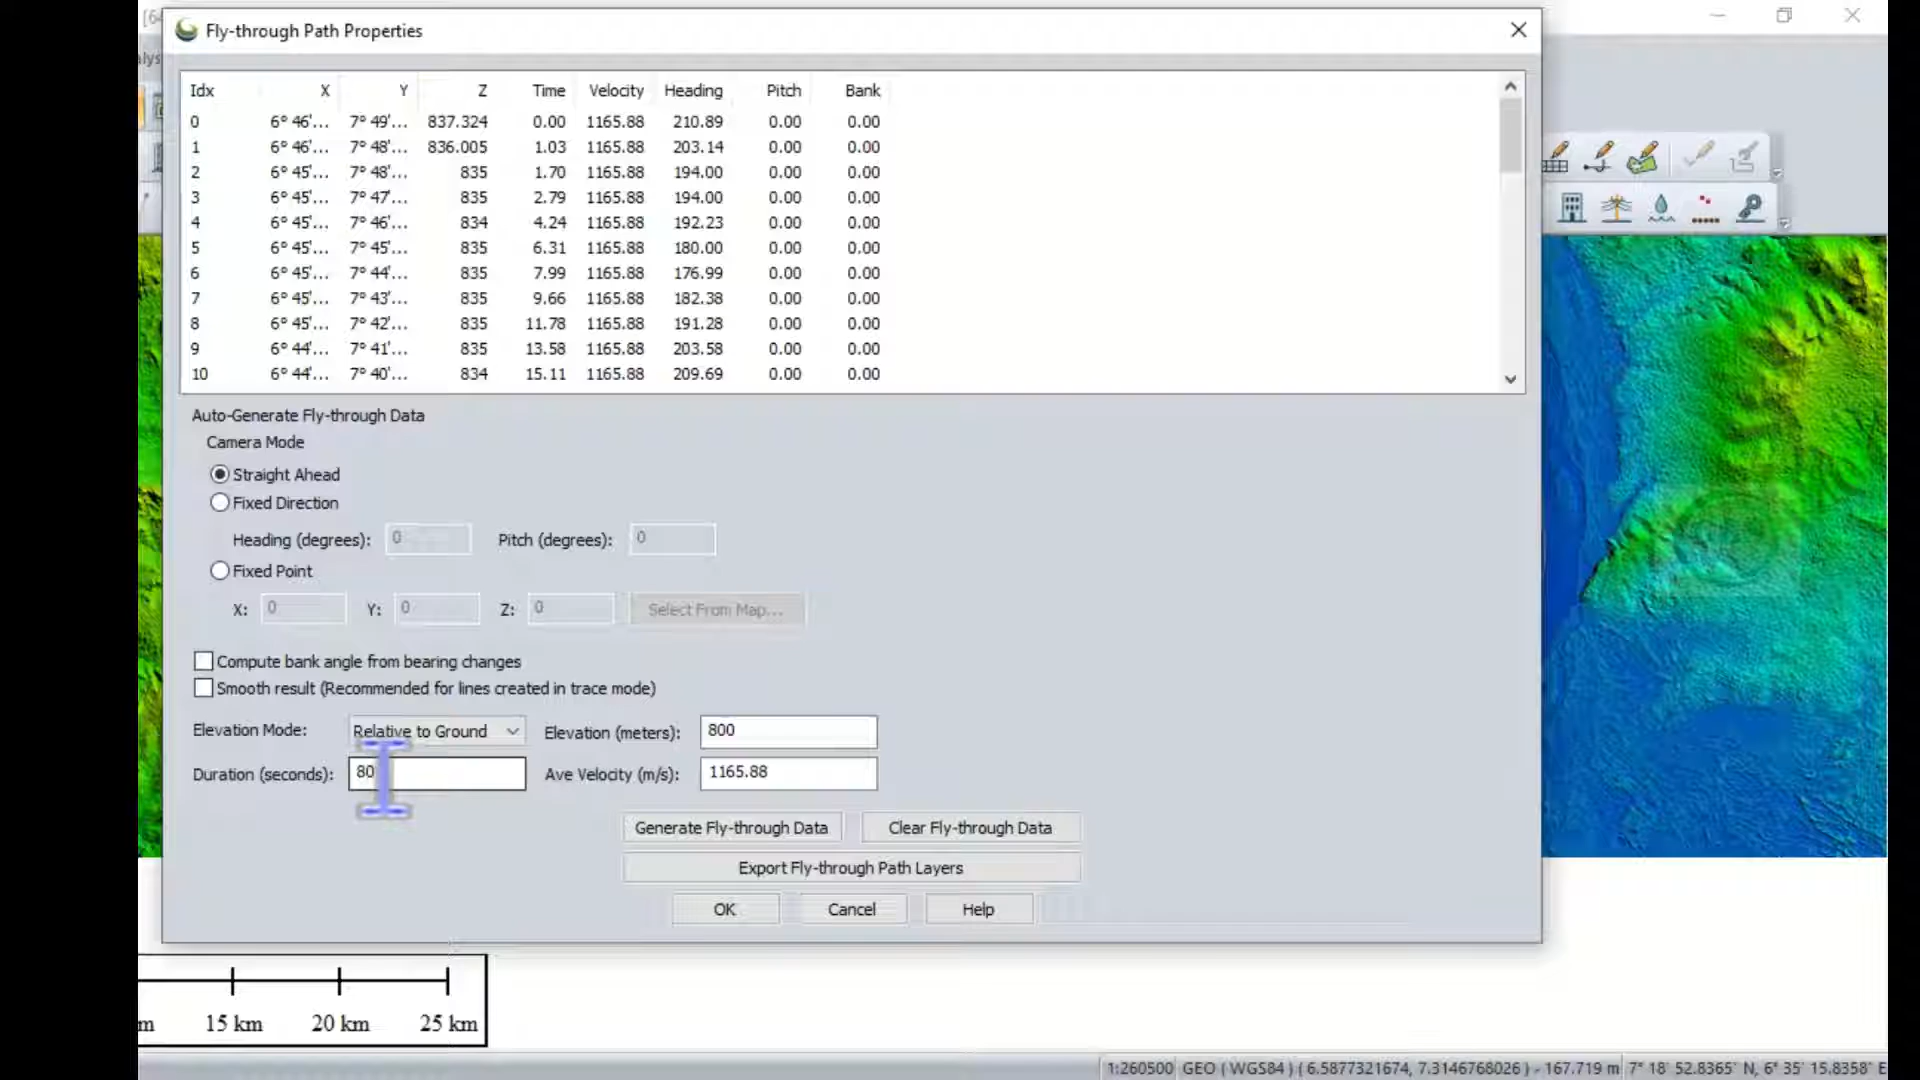 [64
Fly-through Path Properties
alys
Idx X Y Z Time Velocity Heading Pitch Bank
0 6° 46'... 7° 49'... 837.324 0.00 1165.88 210.89 0.00 0.00
1 6° 46'... 7° 48'... 836.005 1.03 1165.88 203.14 0.00 0.00
2 6° 45'... 7° 48'... 835 1.70 1165.88 194.00 0.00 0.00
3 6° 45'... 7° 47'... 835 2.79 1165.88 194.00 0.00 0.00
4 6° 45'... 7° 46'... 834 4.24 1165.88 192.23 0.00 0.00
5 6° 45'... 7° 45'... 835 6.31 1165.88 180.00 0.00 0.00
6 6° 45'... 7° 44'... 835 7.99 1165.88 176.99 0.00 0.00
7 6° 45'... 7° 43'... 835 9.66 1165.88 182.38 0.00 0.00
8 6° 45'... 7° 42'... 835 11.78 1165.88 191.28 0.00 0.00
9 6° 44'... 7° 41'... 835 13.58 1165.88 203.58 0.00 0.00
10 6° 44'... 7° 40'... 834 15.11 1165.88 209.69 0.00 0.00
Auto-Generate Fly-through Data
Camera Mode
Straight Ahead
Fixed Direction
Heading (degrees): 0 Pitch (degrees): 0
Fixed Point
X: 0 Y: 0 Z: 0 Select From Map...
Compute bank angle from bearing changes
Smooth result (Recommended for lines created in trace mode)
Elevation Mode: Relative to Ground Elevation (meters): 800
Duration (seconds): 80 Ave Velocity (m/s): 1165.88
Generate Fly-through Data Clear Fly-through Data
Export Fly-through Path Layers
OK Cancel Help
m 15 km 20 km 25 km
1:260500 GEO ( WGS84 ) ( 6.5877321674, 7.3146768026 ) - 167.719 m 7° 18' 52.8365" N, 6° 35' 15.8358" E